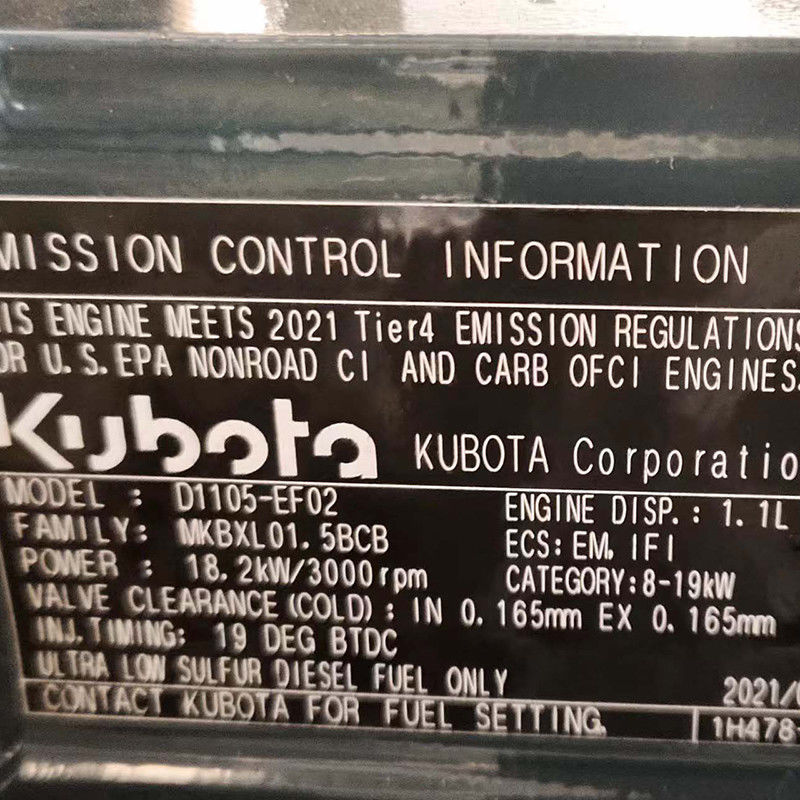 MISSION CONTROL INFORMATION
IS ENGINE MEETS 2021 Tier4 EMISSION REGULATIONS
OR U.S.EPA NONROAD CI AND CARB OFCI ENGINES.
Kubota KUBOTA Corporatio
MODEL : D1105-EF02 ENGINE DISP.: 1.1L
FAMILY: MKBXL01.5BCB ECS:EM, IFI
POWER : 18.2kW/3000rpm CATEGORY:8-19kW
VALVE CLEARANCE(COLD): IN 0.165mm EX 0.165mm
INJ.TIMING: 19 DEG BTDC
ULTRA LOW SULFUR DIESEL FUEL ONLY 2021/
CONTACT KUBOTA FOR FUEL SETTING. 1H478-